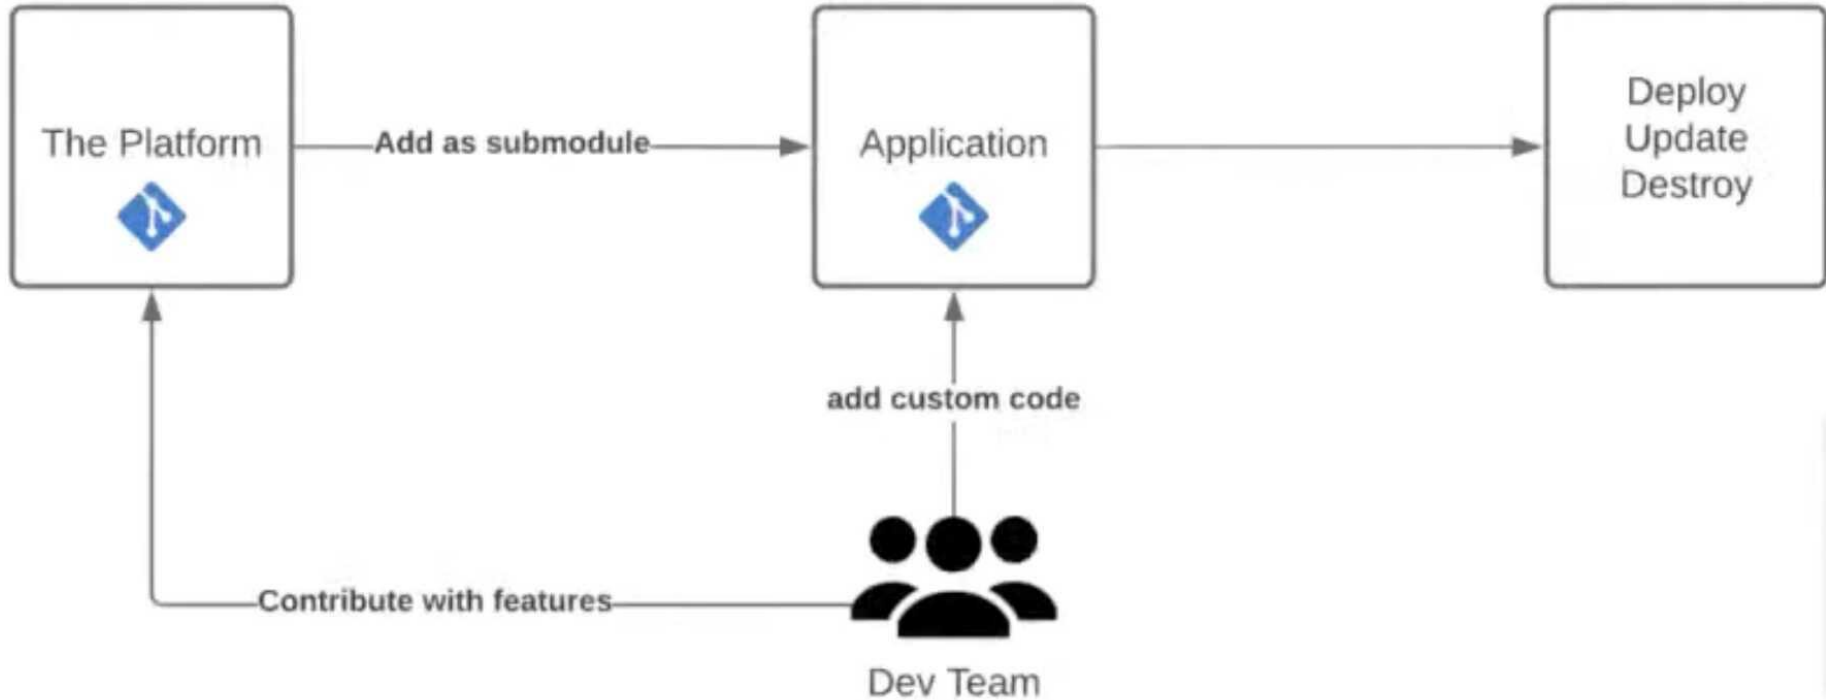 The Platform
Add as submodule
Application
Deploy
Update
Destroy
add custom code
Contribute with features
Dev Team